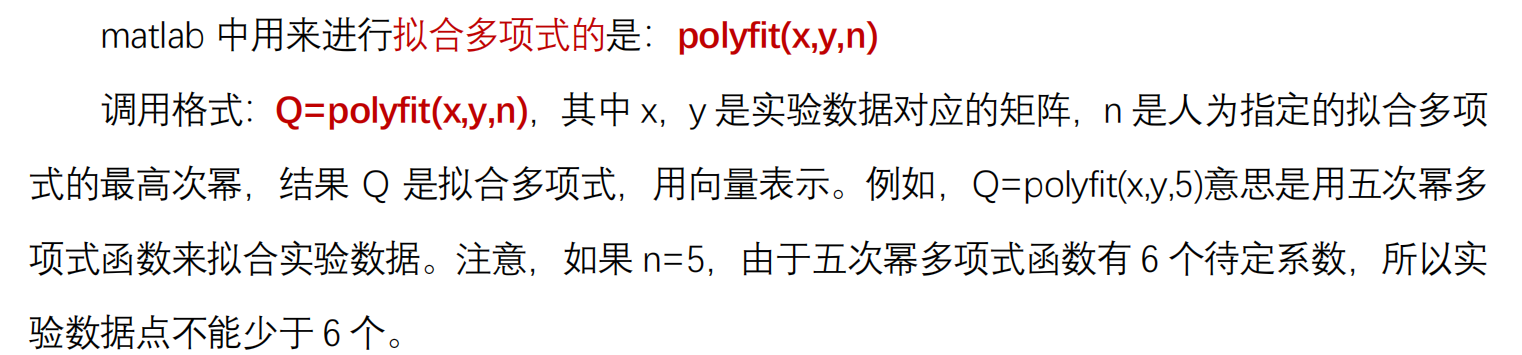 matlab 中用来进行拟合多项式的是：polyfit(x,y,n)
调用格式：Q=polyfit(x,y,n)，其中 x，y 是实验数据对应的矩阵，n 是人为指定的拟合多项
式的最高次幂，结果 Q 是拟合多项式，用向量表示。例如，Q=polyfit(x,y,5)意思是用五次幂多
项式函数来拟合实验数据。注意，如果 n=5，由于五次幂多项式函数有 6 个待定系数，所以实
验数据点不能少于 6 个。